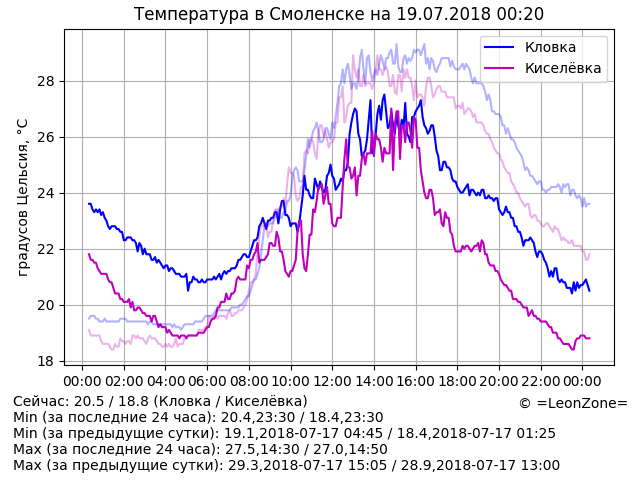 Температура в Смоленске на 19.07.2018 00:20
градусов Цельсия, °C
28
26
24
22
20
18
Кловка
Киселёвка
00:00 02:00 04:00 06:00 08:00 10:00 12:00 14:00 16:00 18:00 20:00 22:00 00:00
Сейчас: 20.5 / 18.8 (Кловка / Киселёвка)
© =LeonZone=
Min (за последние 24 часа): 20.4,23:30 / 18.4,23:30
Min (за предыдущие сутки): 19.1,2018-07-17 04:45 / 18.4,2018-07-17 01:25
Max (за последние 24 часа): 27.5,14:30 / 27.0,14:50
Max (за предыдущие сутки): 29.3,2018-07-17 15:05 / 28.9,2018-07-17 13:00